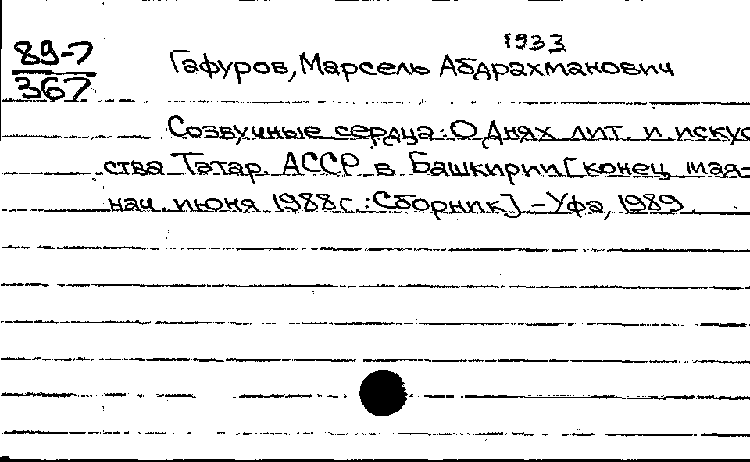 89-7
367
1933
Гафуров, Марсель Абдрахманович
Созвучные сердца: О Днях лит. и искус
ства Татар. АССР в Башкирии [конец мая-
нач. июня 1988 г.: Сборник] - Уфа, 1989